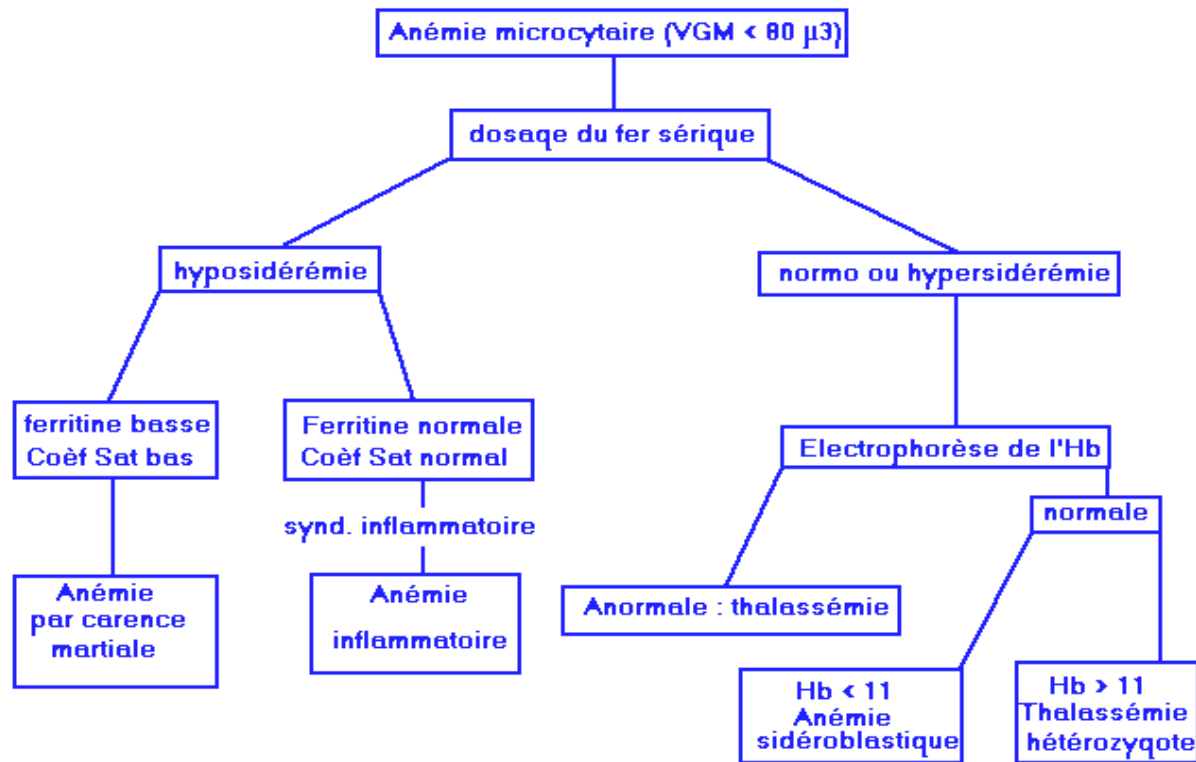 Anémie microcytaire (VGM < 80 µ3)
dosaqe du fer sérique
hyposidérémie
normo ou hypersidérémie
ferritine basse
Coèf Sat bas
Ferritine normale
Coèf Sat normal
Electrophorèse de l'Hb
normale
synd. inflammatoire
Anémie
par carence
martiale
Anémie
inflammatoire
Anormale : thalassémie
Hb < 11
Anémie
sidéroblastique
Hb > 11
Thalassémie
hétérozyqote